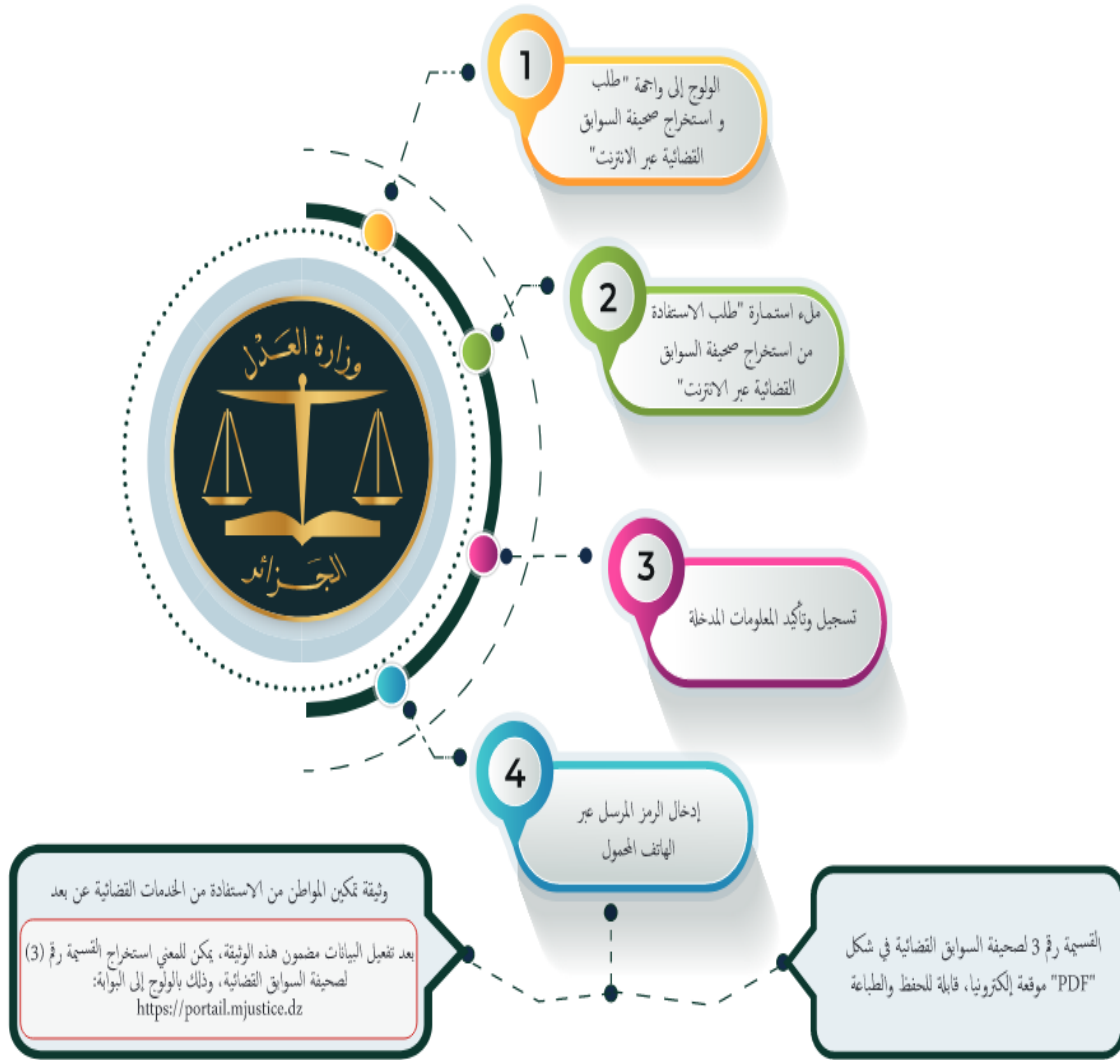 1
الولوج إلى واجهة "طلب
و استخراج صحيفة السوابق
القضائية عبر الانترنت"
2
ملء استمارة "طلب الاستفادة
من استخراج صحيفة السوابق
القضائية عبر الانترنت"
وزارة العَدْل
الجَزائر
3
تسجيل وتأكيد المعلومات المدخلة
4
إدخال الرمز المرسل عبر
الهاتف المحمول
القسيمة رقم 3 لصحيفة السوابق القضائية في شكل
"PDF" موقعة إلكترونيا، قابلة للحفظ والطباعة
وثيقة تمكين المواطن من الاستفادة من الخدمات القضائية عن بعد
بعد تفعيل البيانات مضمون هذه الوثيقة، يمكن للمعني استخراج القسيمة رقم (3)
لصحيفة السوابق القضائية، وذلك بالولوج إلى البوابة:
https://portail.mjustice.dz